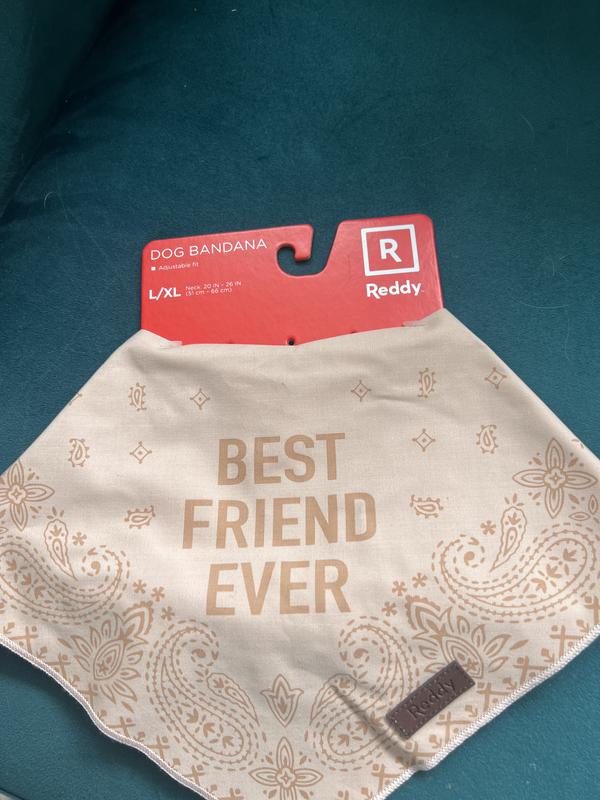 DOG BANDANA
Adjustable fit
L/XL
Neck: 20 IN - 26 IN
(51 cm - 66 cm)
R
Reddy
BEST
FRIEND
EVER
Reddy